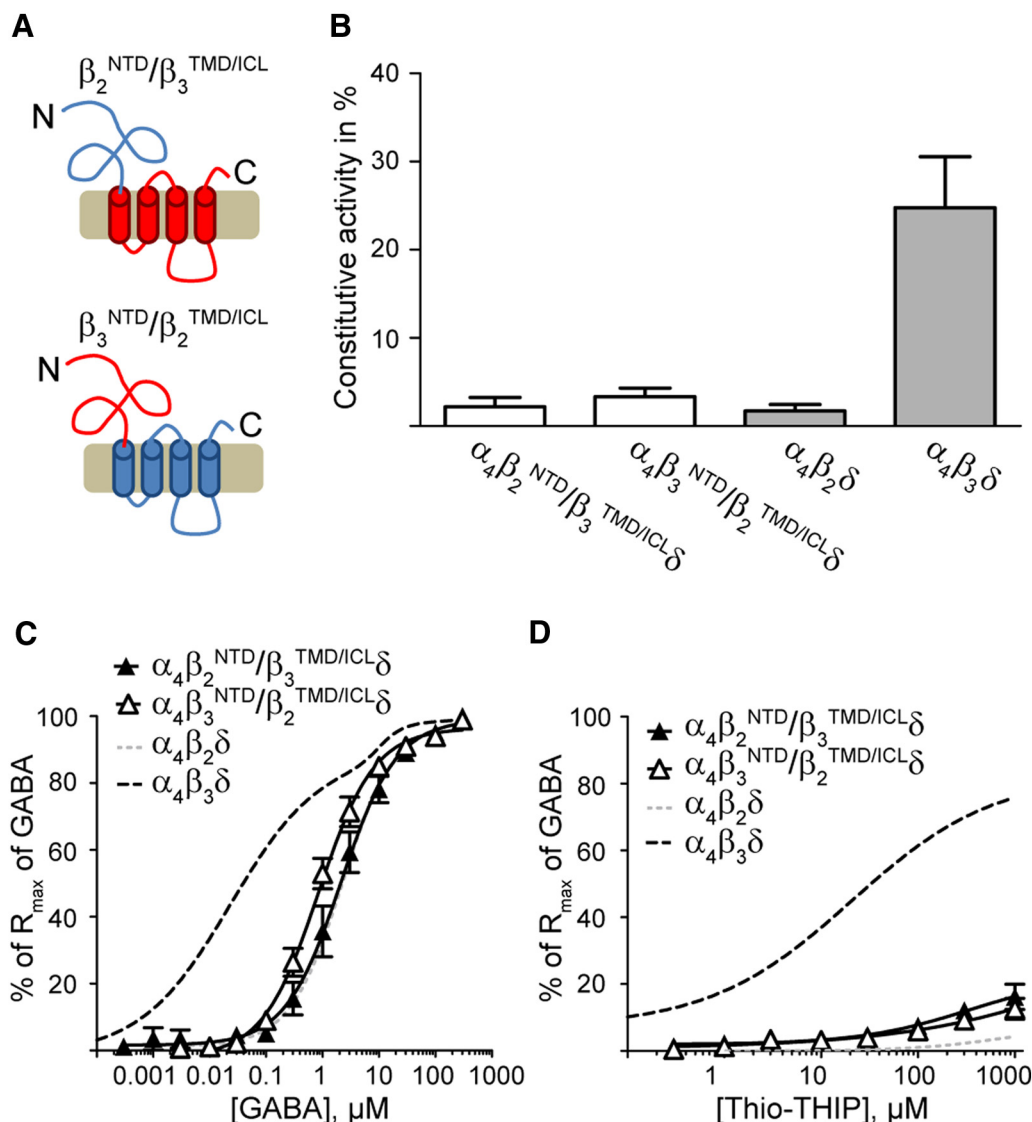 A
β₂ᴺᵀᴰ/β₃ᵀᴹᴰ/ᴵᶜᴸ
N
C
β₃ᴺᵀᴰ/β₂ᵀᴹᴰ/ᴵᶜᴸ
N
C
B
Constitutive activity in %
40
30
20
10
α₄β₂ᴺᵀᴰ/β₃ᵀᴹᴰ/ᴵᶜᴸδ
α₄β₃ᴺᵀᴰ/β₂ᵀᴹᴰ/ᴵᶜᴸδ
α₄β₂δ
α₄β₃δ
C
α₄β₂ᴺᵀᴰ/β₃ᵀᴹᴰ/ᴵᶜᴸδ
α₄β₃ᴺᵀᴰ/β₂ᵀᴹᴰ/ᴵᶜᴸδ
α₄β₂δ
α₄β₃δ
% of Rmax of GABA
100
80
60
40
20
0.001 0.01 0.1 1 10 100 1000
[GABA], μM
D
α₄β₂ᴺᵀᴰ/β₃ᵀᴹᴰ/ᴵᶜᴸδ
α₄β₃ᴺᵀᴰ/β₂ᵀᴹᴰ/ᴵᶜᴸδ
α₄β₂δ
α₄β₃δ
% of Rmax of GABA
100
80
60
40
20
1 10 100 1000
[Thio-THIP], μM